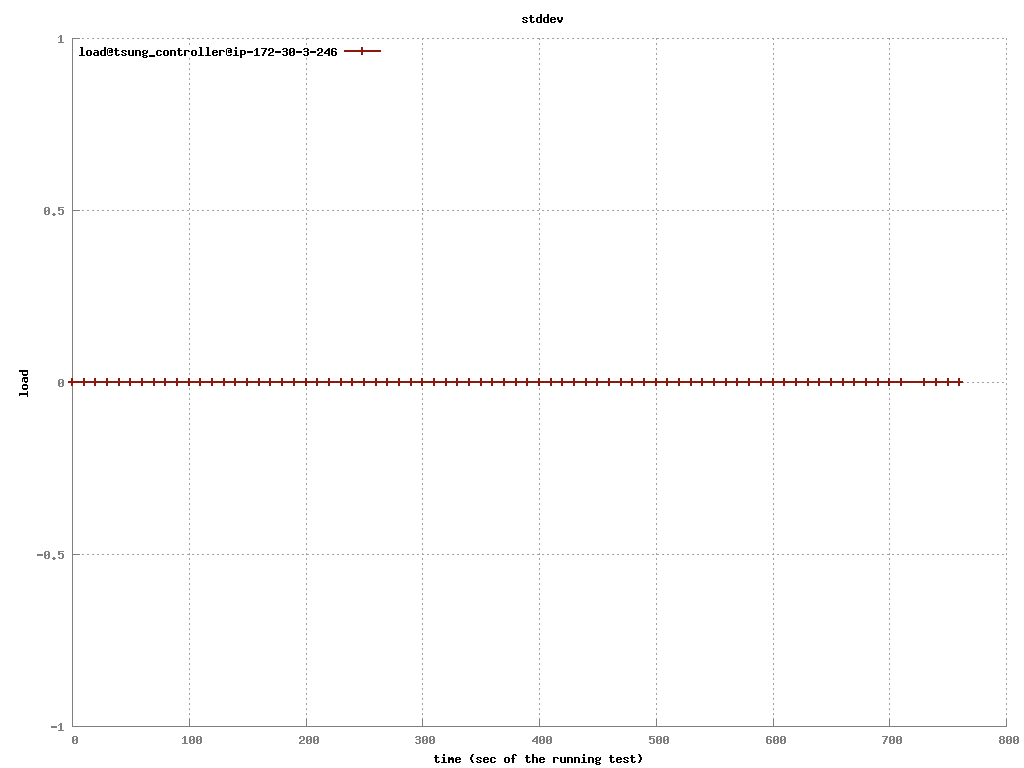 stddev
load@tsung_controller@ip-172-30-3-246
1
0.5
0
-0.5
-1
load
0 100 200 300 400 500 600 700 800
time (sec of the running test)